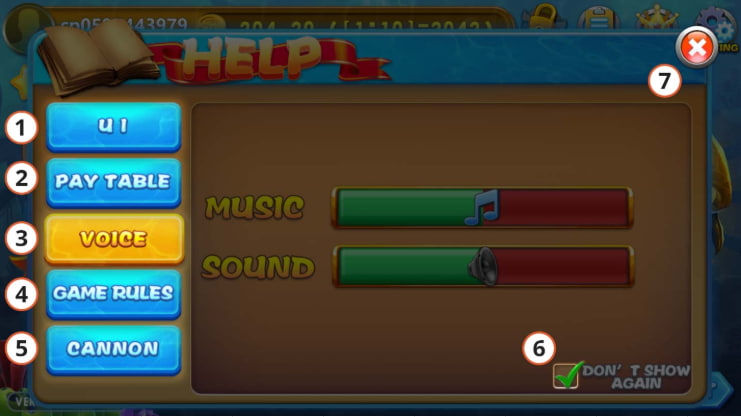 HELP
7
1
U I
2
PAY TABLE
MUSIC
3
VOICE
SOUND
4
GAME RULES
5
CANNON
6
DON'T SHOW
AGAIN